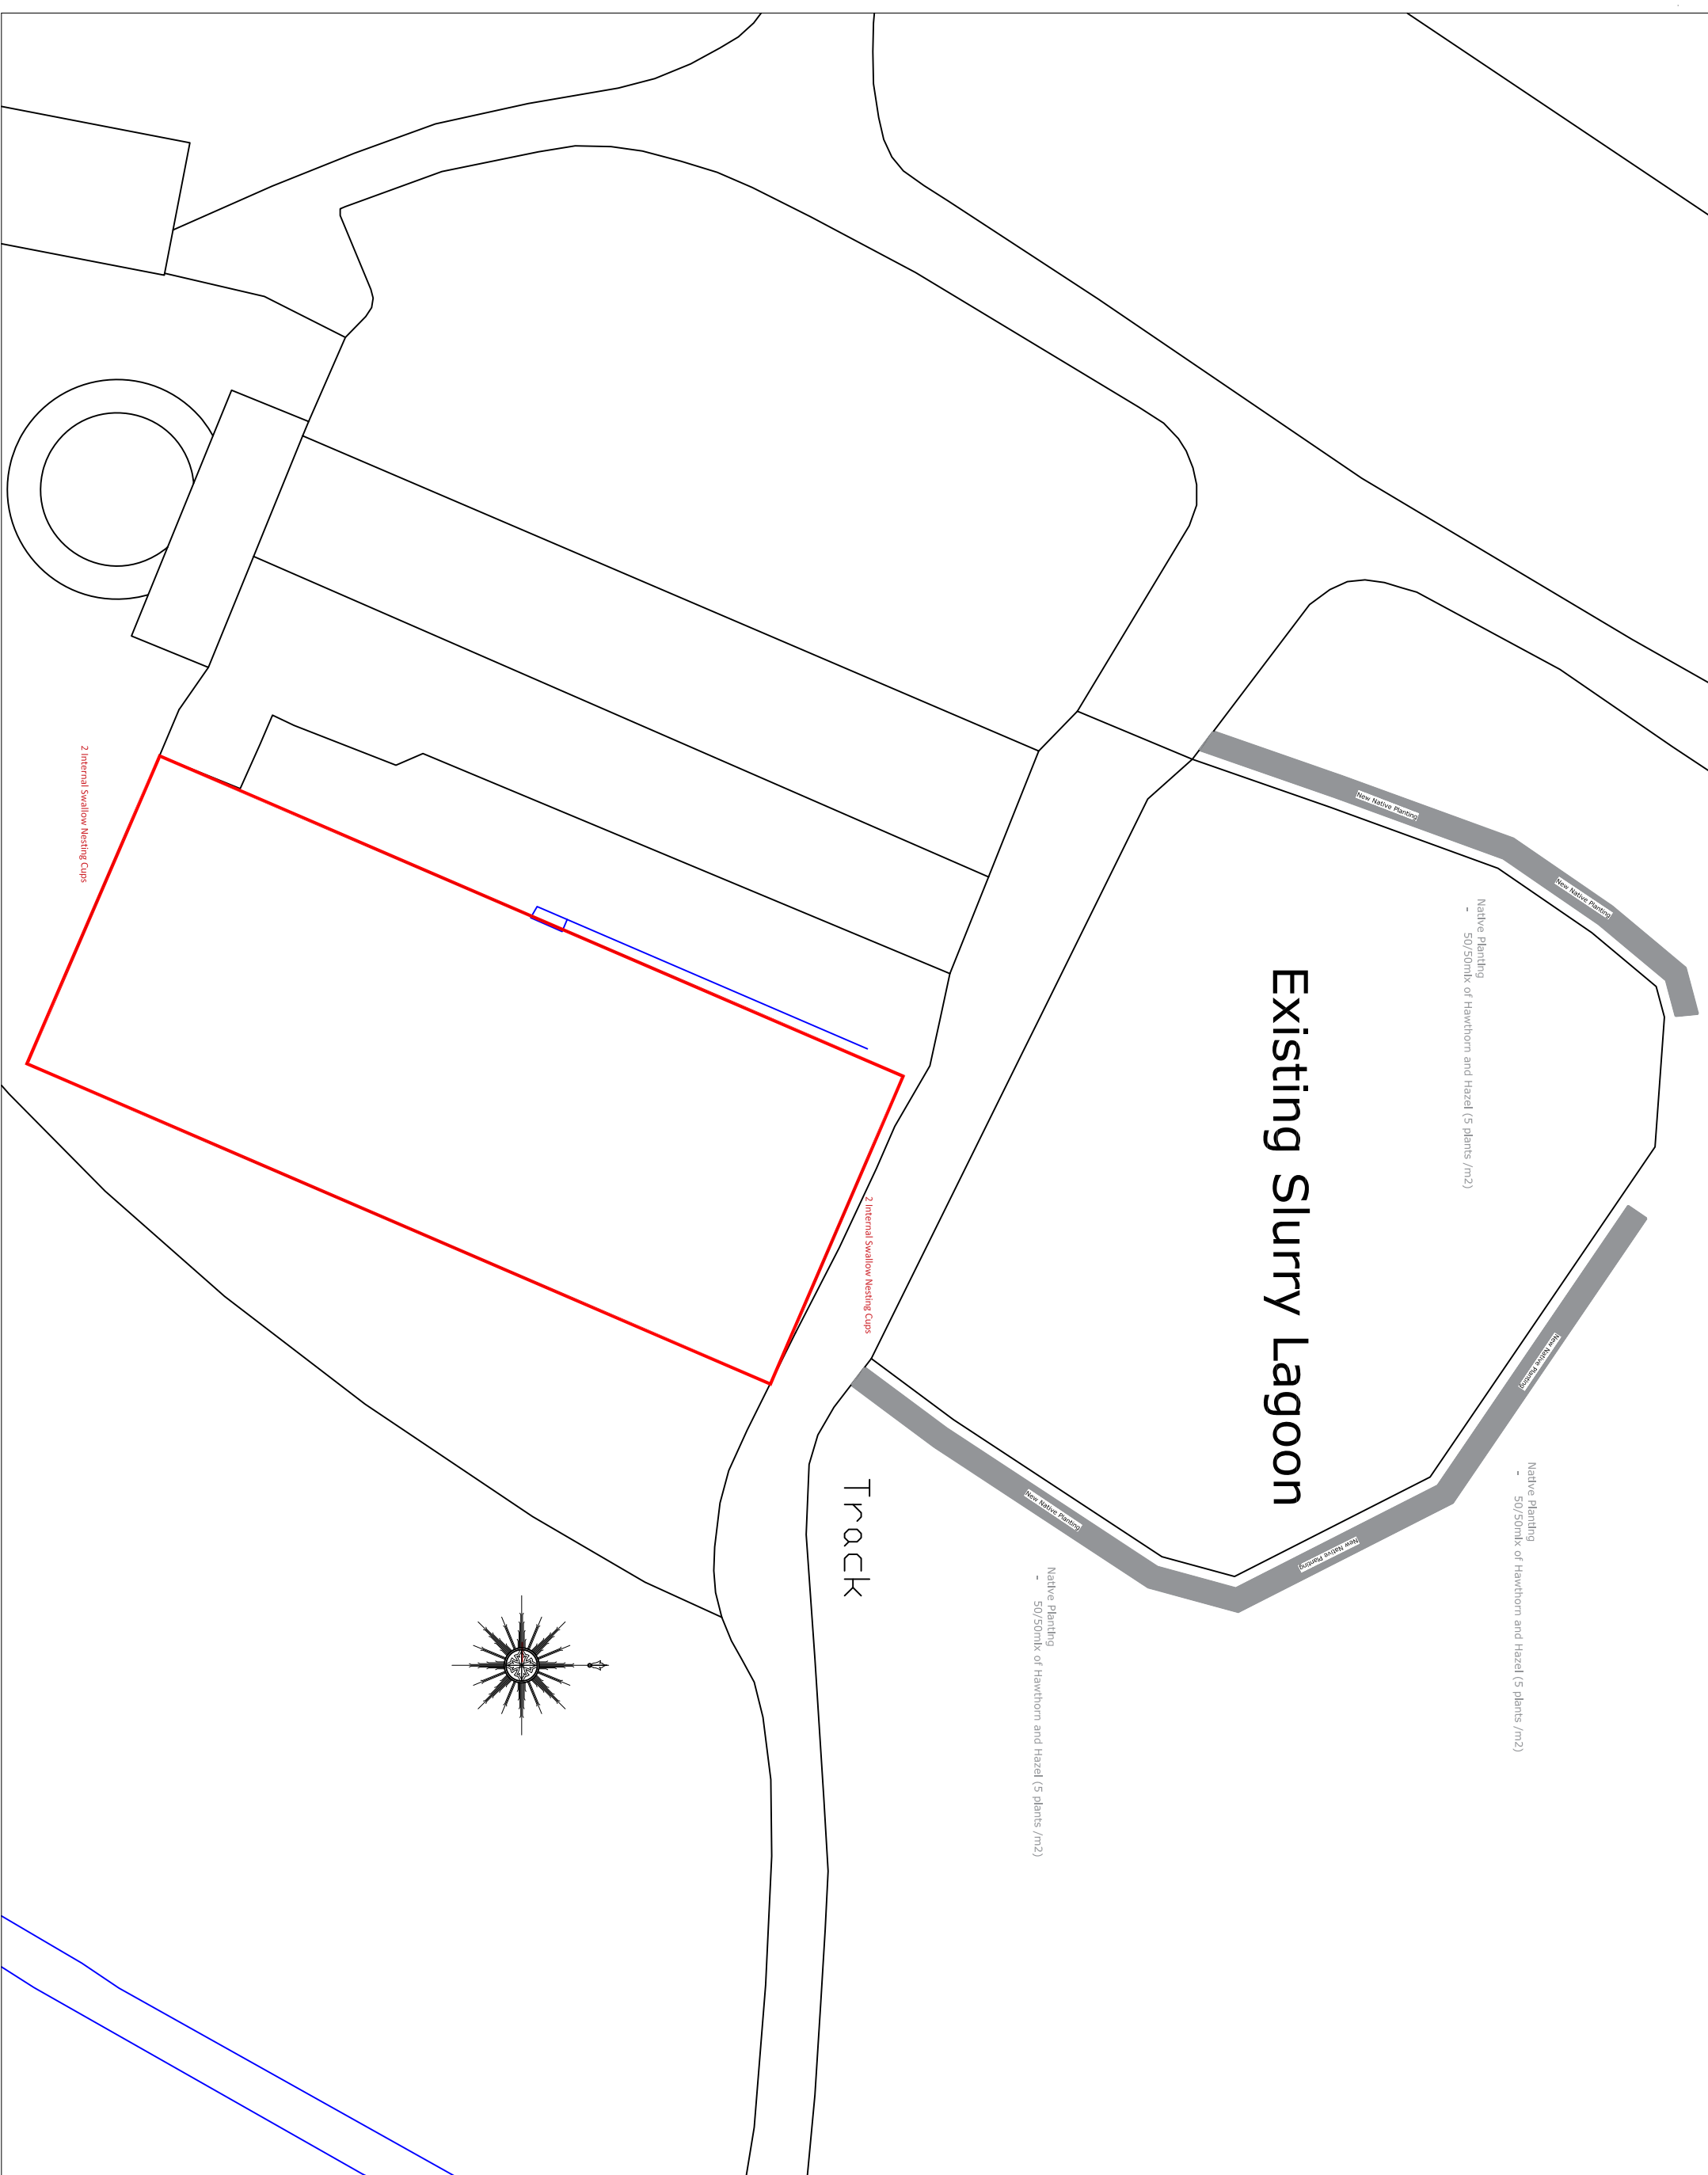 New Native Planting
New Native Planting
Native Planting
- 50/50mix of Hawthorn and Hazel (5 plants /m2)
Existing Slurry Lagoon
New Native Planting
Native Planting
- 50/50mix of Hawthorn and Hazel (5 plants /m2)
New Native Planting
New Native Planting
Native Planting
- 50/50mix of Hawthorn and Hazel (5 plants /m2)
Track
2 Internal Swallow Nesting Cups
2 Internal Swallow Nesting Cups